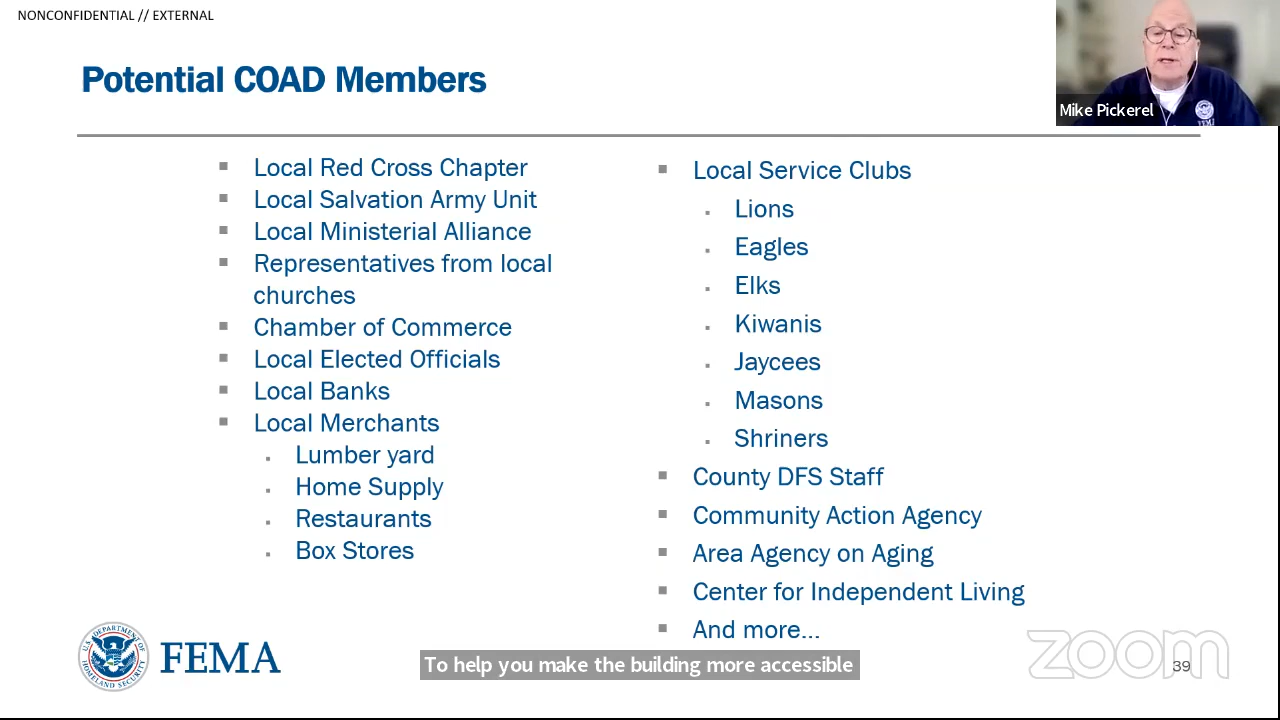 NONCONFIDENTIAL // EXTERNAL
Potential COAD Members
Mike Pickerel
Local Red Cross Chapter
Local Salvation Army Unit
Local Ministerial Alliance
Representatives from local
churches
Chamber of Commerce
Local Elected Officials
Local Banks
Local Merchants
Lumber yard
Home Supply
Restaurants
Box Stores
Local Service Clubs
Lions
Eagles
Elks
Kiwanis
Jaycees
Masons
Shriners
County DFS Staff
Community Action Agency
Area Agency on Aging
Center for Independent Living
And more...
FEMA
To help you make the building more accessible
zoom
39